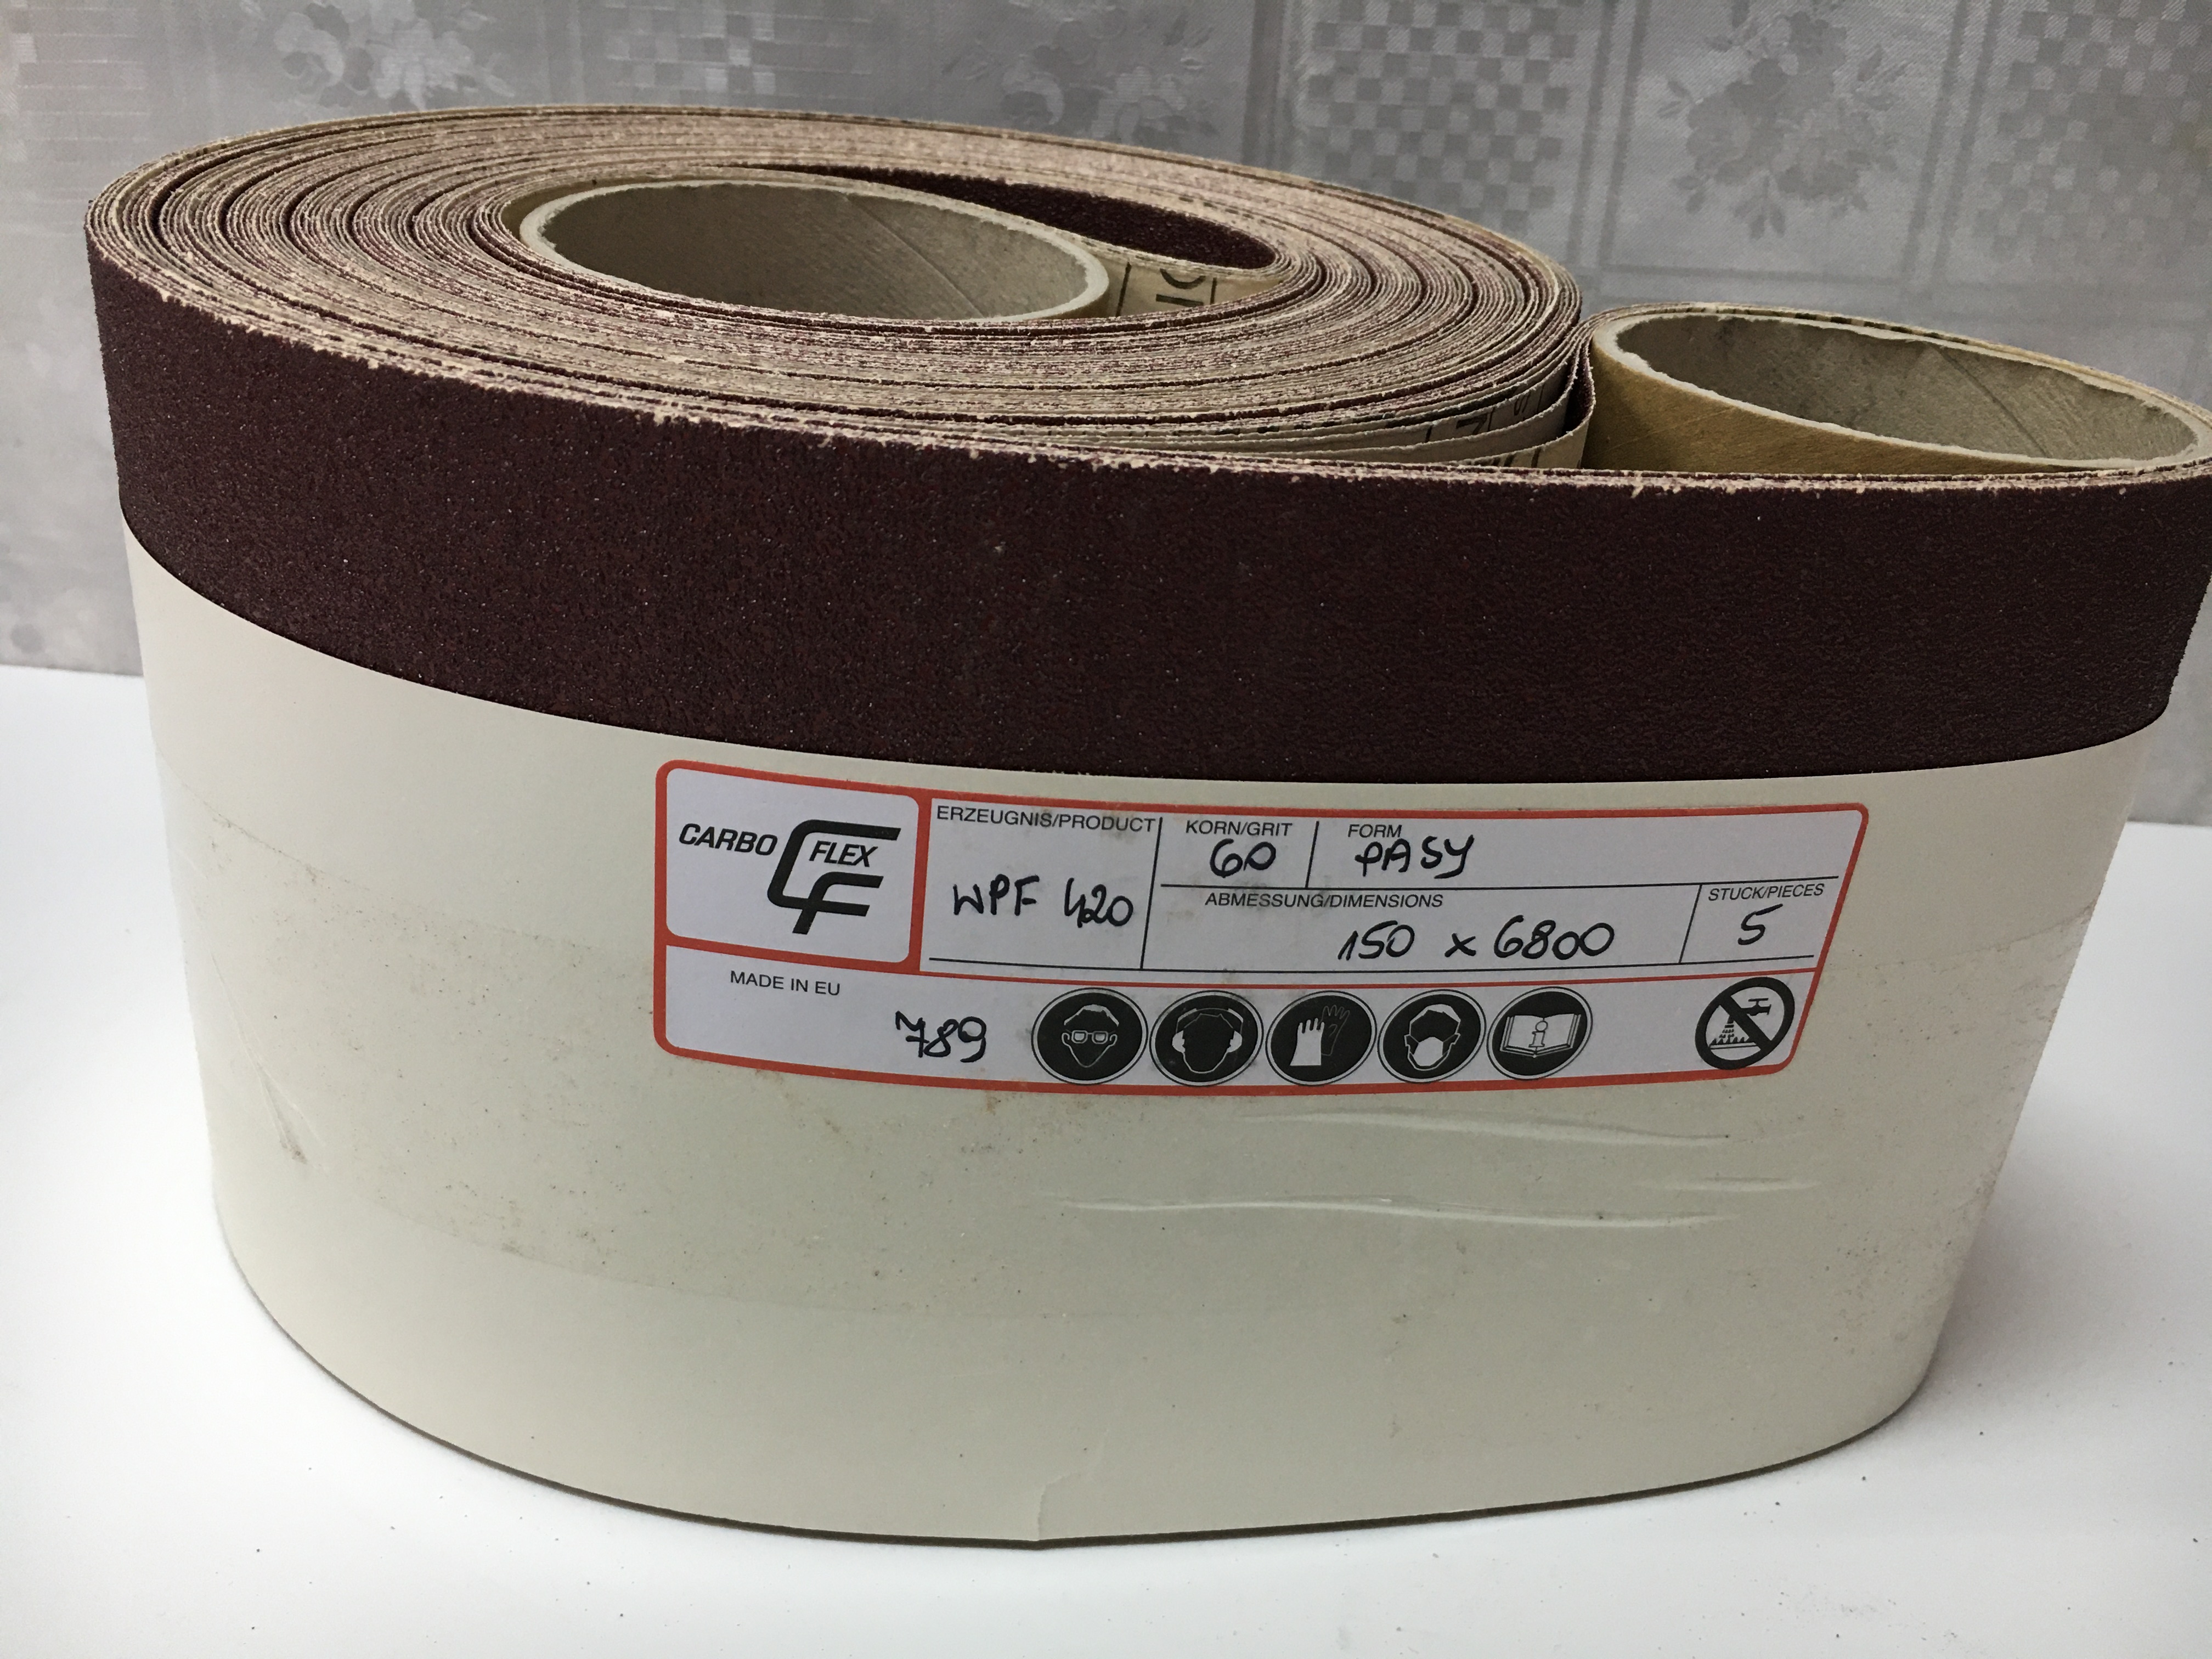 CARBO FLEX
CF
ERZEUGNIS/PRODUCT
WPF 420
KORN/GRIT
60
FORM
PASY
ABMESSUNG/DIMENSIONS
150 x 6800
STUCK/PIECES
5
MADE IN EU
789